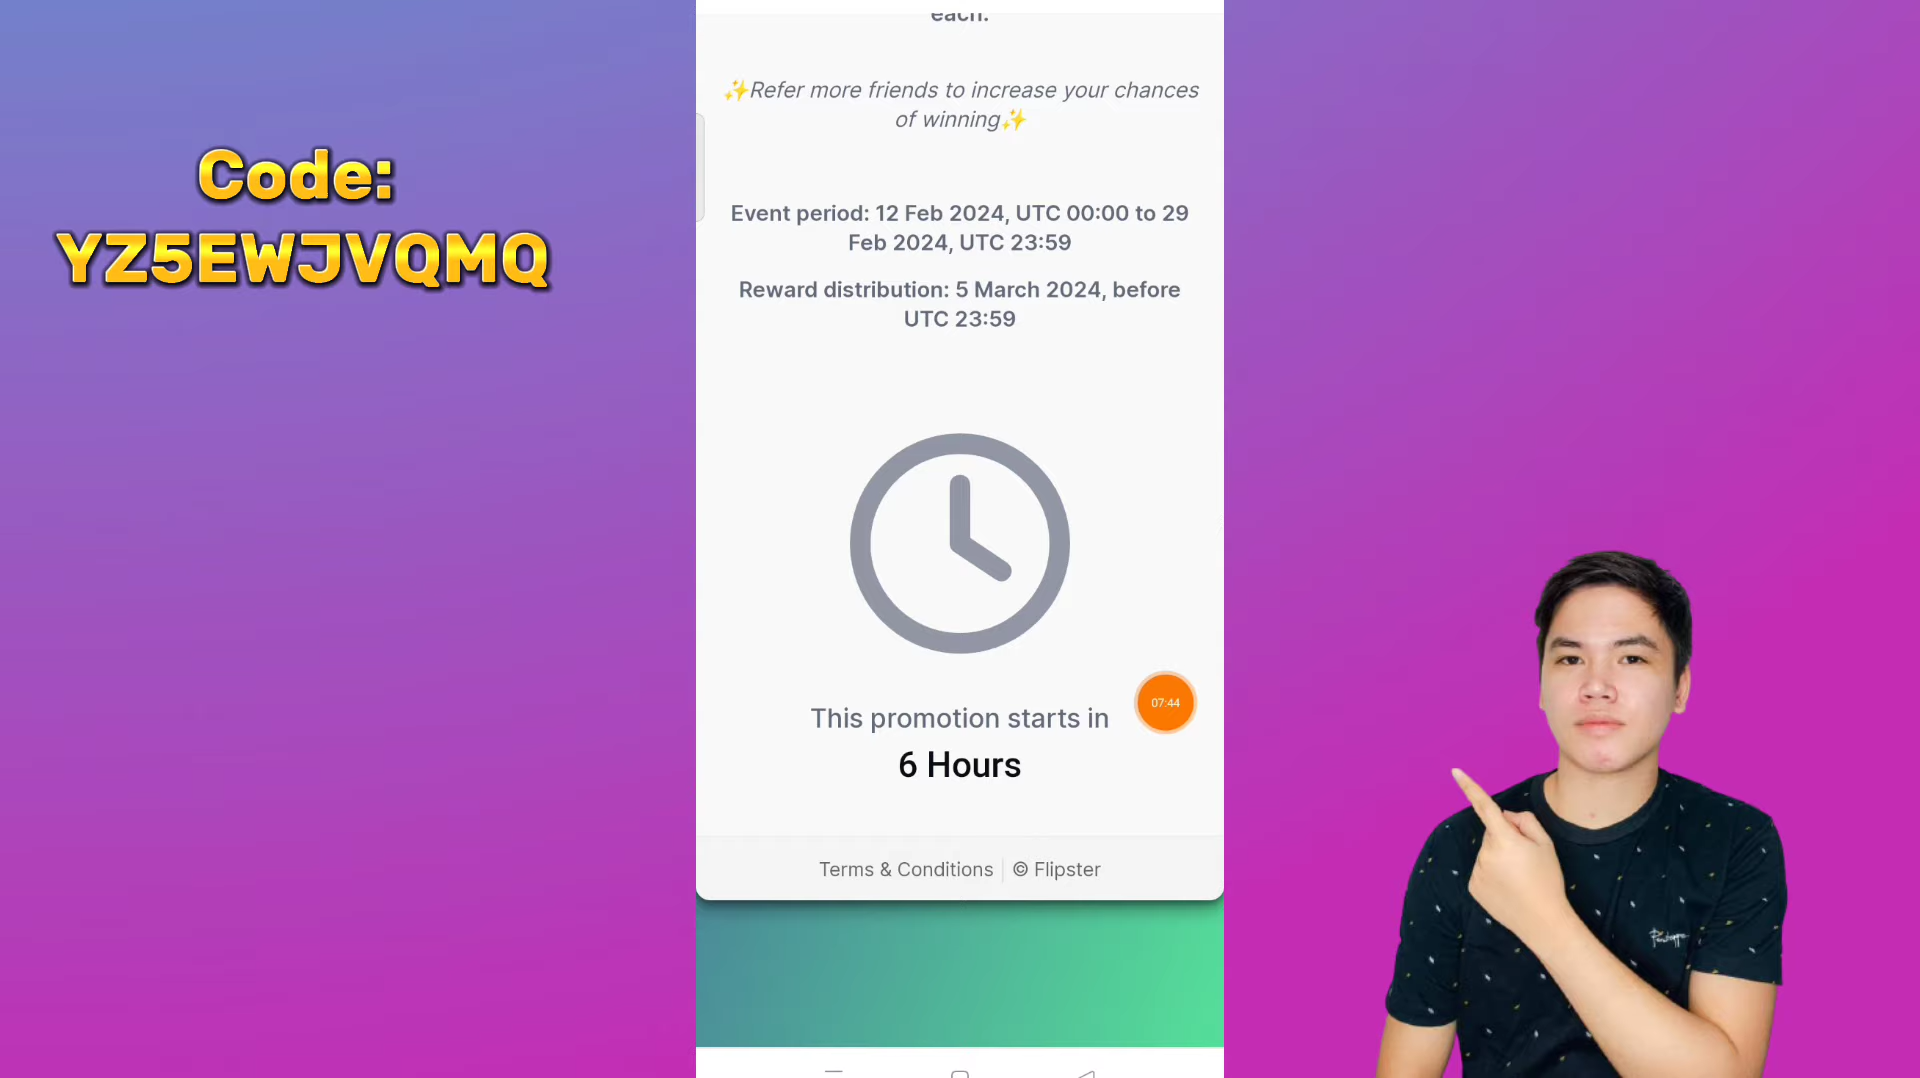 Code:
YZ5EWJVQMQ
each.
✨Refer more friends to increase your chances
of winning✨
Event period: 12 Feb 2024, UTC 00:00 to 29
Feb 2024, UTC 23:59
Reward distribution: 5 March 2024, before
UTC 23:59
07:44
This promotion starts in
6 Hours
Terms & Conditions
© Flipster